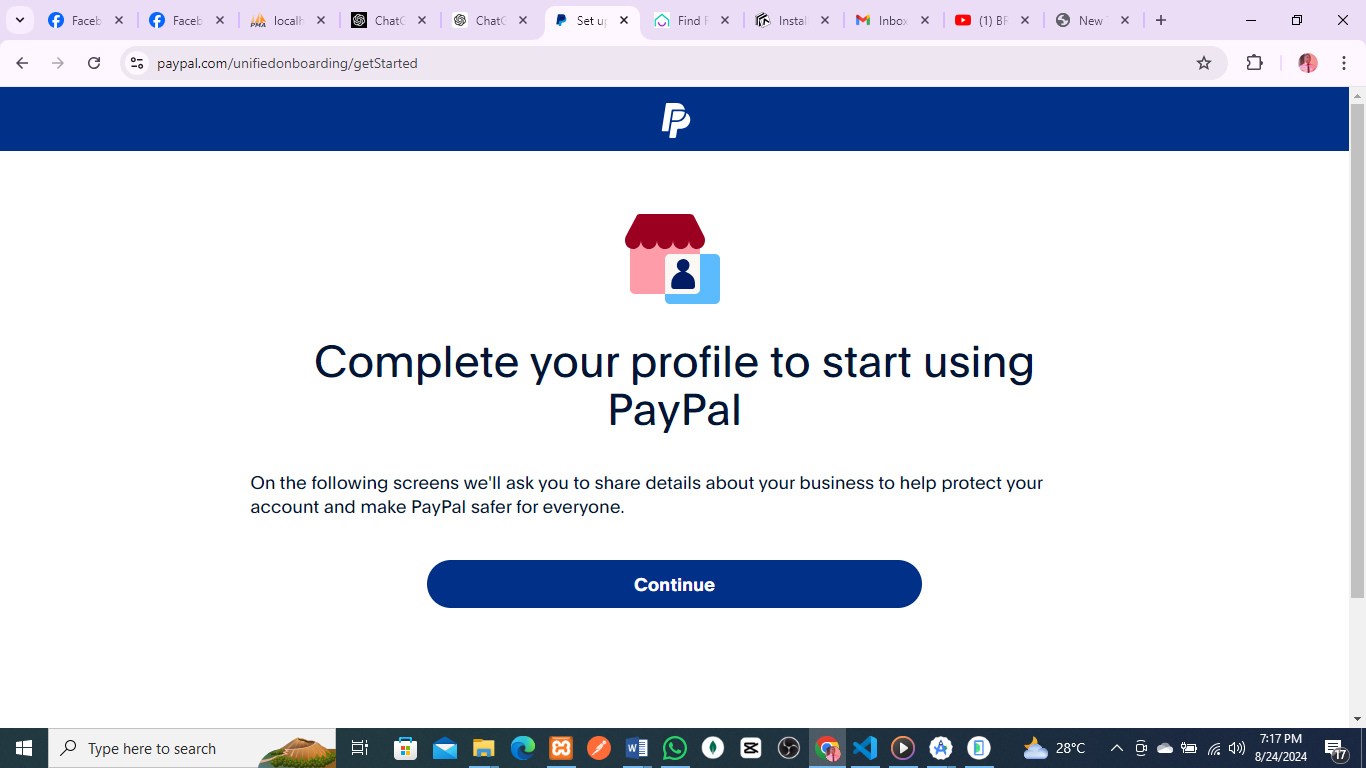 Faceb
Faceb
localh
ChatG
ChatG
Set up
Find F
Instal
Inbox
(1) BR
New T
paypal.com/unifiedonboarding/getStarted
Complete your profile to start using
PayPal
On the following screens we'll ask you to share details about your business to help protect your
account and make PayPal safer for everyone.
Continue
Type here to search
28°C
7:17 PM
8/24/2024
17